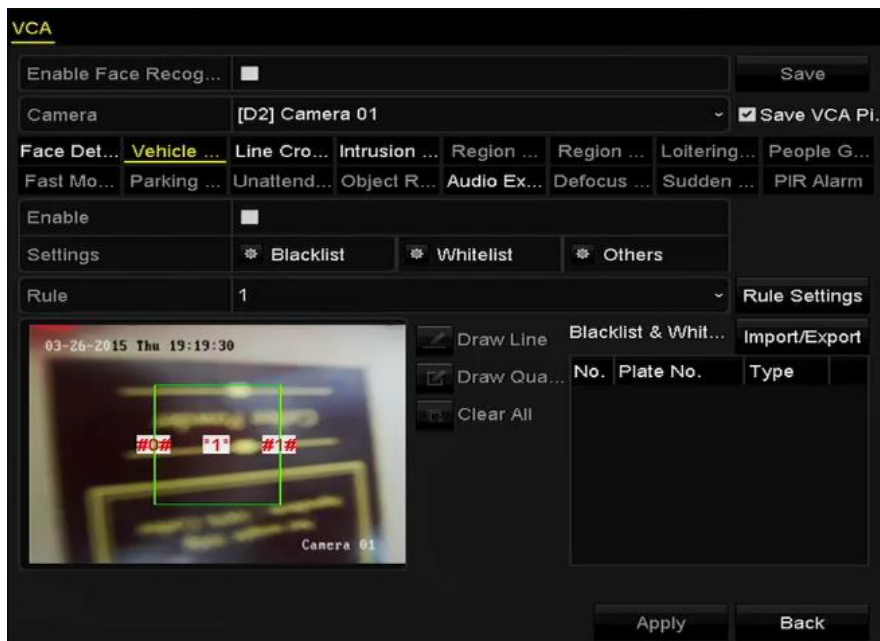 VCA
Enable Face Recog... Save
Camera [D2] Camera 01 Save VCA Pi.
Face Det... Vehicle ... Line Cro... Intrusion ... Region ... Region ... Loitering... People G...
Fast Mo... Parking ... Unattend... Object R... Audio Ex... Defocus ... Sudden ... PIR Alarm
Enable
Settings Blacklist Whitelist Others
Rule 1 Rule Settings
03-26-2015 Thu 19:19:30
#0# *1* #1#
Camera 01
Draw Line
Draw Qua...
Clear All
Blacklist & Whit... Import/Export
No. Plate No. Type
Apply Back